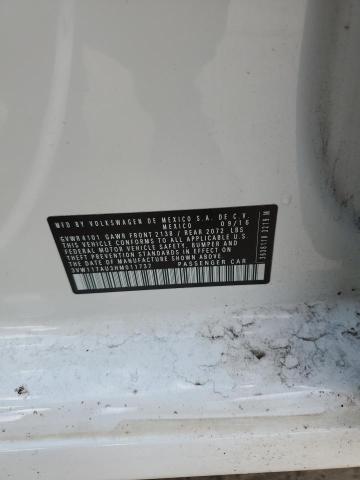 MFD BY VOLKSWAGEN DE MEXICO S.A. DE C.V.
MEXICO 09/16
GVWR 4101 GAWR FRONT 2138 / REAR 2072 LBS
THIS VEHICLE CONFORMS TO ALL APPLICABLE U.S.
FEDERAL MOTOR VEHICLE SAFETY, BUMPER AND
THEFT PREVENTION STANDARDS IN EFFECT ON
THE DATE OF MANUFACTURE SHOWN ABOVE.
3VW117AU3HM011737 PASSENGER CAR